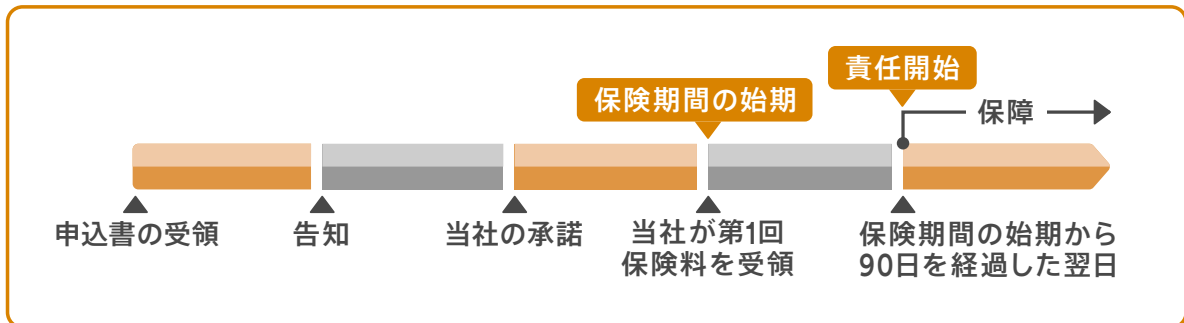 責任開始
保険期間の始期
保障
申込書の受領
告知
当社の承諾
当社が第1回
保険料を受領
保険期間の始期から
90日を経過した翌日